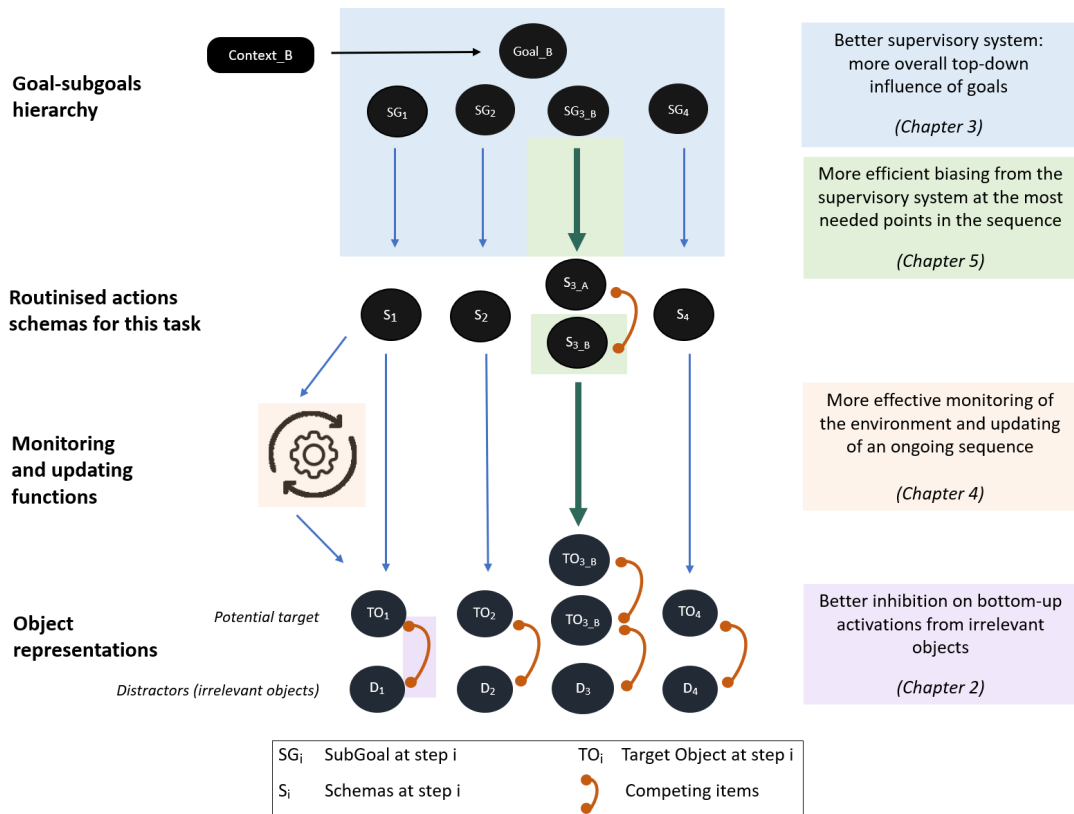 Context_B
Goal_B
Goal-subgoals
hierarchy
SG1
SG2
SG3_B
SG4
Better supervisory system:
more overall top-down
influence of goals
(Chapter 3)
More efficient biasing from the
supervisory system at the most
needed points in the sequence
(Chapter 5)
Routinised actions
schemas for this task
S1
S2
S3_A
S3_B
S4
Monitoring
and updating
functions
More effective monitoring of
the environment and updating
of an ongoing sequence
(Chapter 4)
Object
representations
Potential target
TO1
TO2
TO3_B
TO3_B
TO4
Distractors (irrelevant objects)
D1
D2
D3
D4
Better inhibition on bottom-up
activations from irrelevant
objects
(Chapter 2)
SGi SubGoal at step i
TOi Target Object at step i
Si Schemas at step i
Competing items